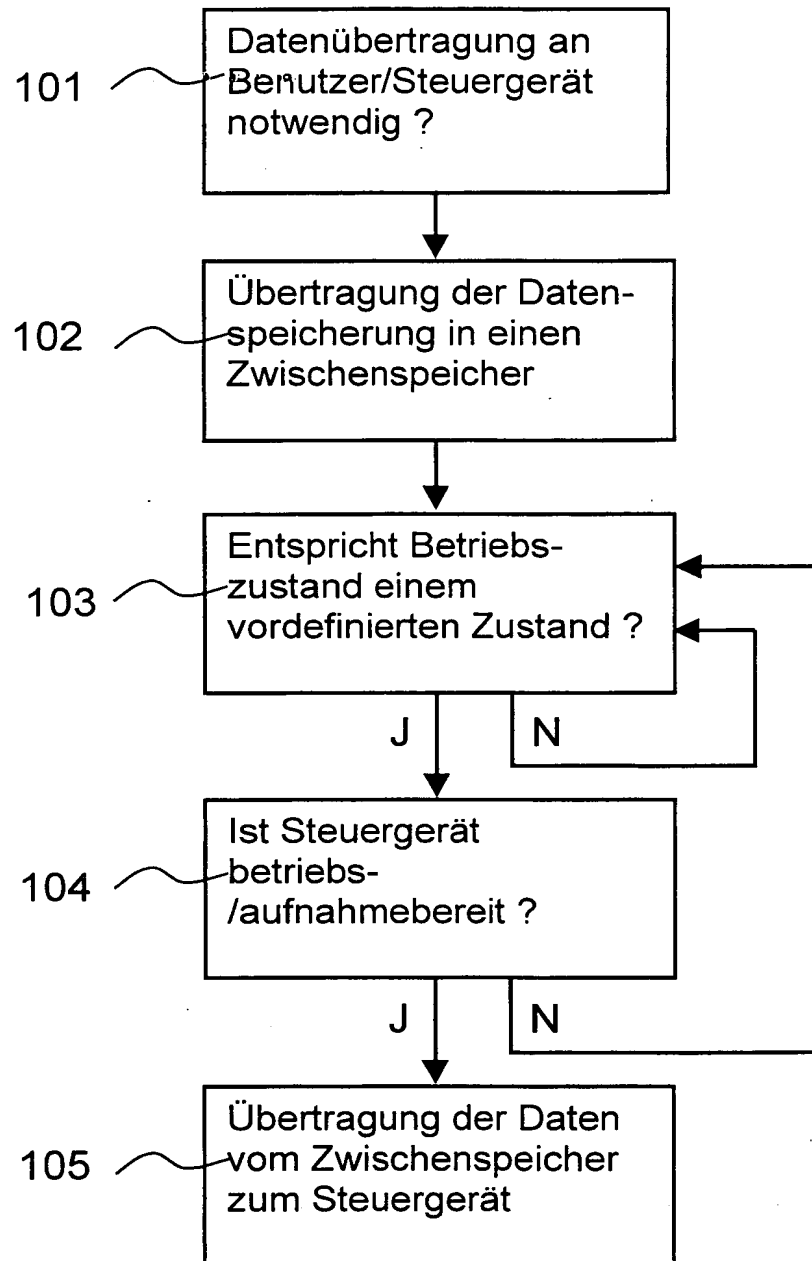 101
Datenübertragung an
Benutzer/Steuergerät
notwendig ?
102
Übertragung der Daten-
speicherung in einen
Zwischenspeicher
103
Entspricht Betriebs-
zustand einem
vordefinierten Zustand ?
J N
104
Ist Steuergerät
betriebs-
/aufnahmebereit ?
J N
105
Übertragung der Daten
vom Zwischenspeicher
zum Steuergerät